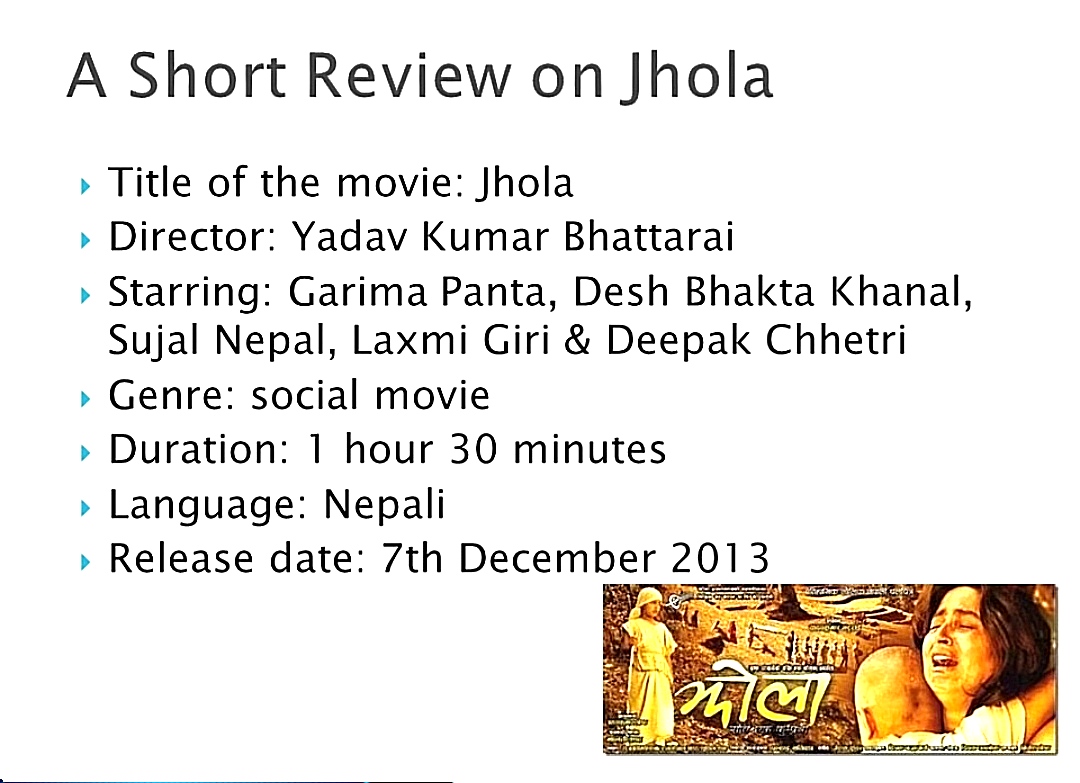 A Short Review on Jhola
Title of the movie: Jhola
Director: Yadav Kumar Bhattarai
Starring: Garima Panta, Desh Bhakta Khanal,
Sujal Nepal, Laxmi Giri & Deepak Chhetri
Genre: social movie
Duration: 1 hour 30 minutes
Language: Nepali
Release date: 7th December 2013
झोला